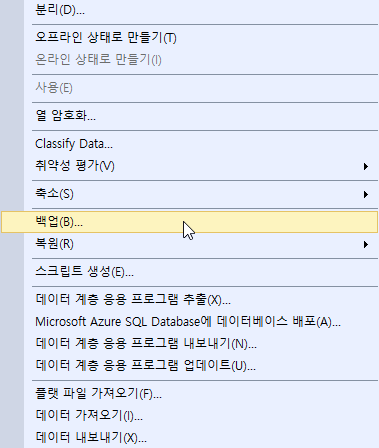 분리(D)...
오프라인 상태로 만들기(T)
온라인 상태로 만들기(I)
사용(E)
열 암호화...
Classify Data...
취약성 평가(V)
축소(S)
백업(B)...
복원(R)
스크립트 생성(E)...
데이터 계층 응용 프로그램 추출(X)...
Microsoft Azure SQL Database에 데이터베이스 배포(A)...
데이터 계층 응용 프로그램 내보내기(N)...
데이터 계층 응용 프로그램 업데이트(U)...
플랫 파일 가져오기(F)...
데이터 가져오기(I)...
데이터 내보내기(X)...